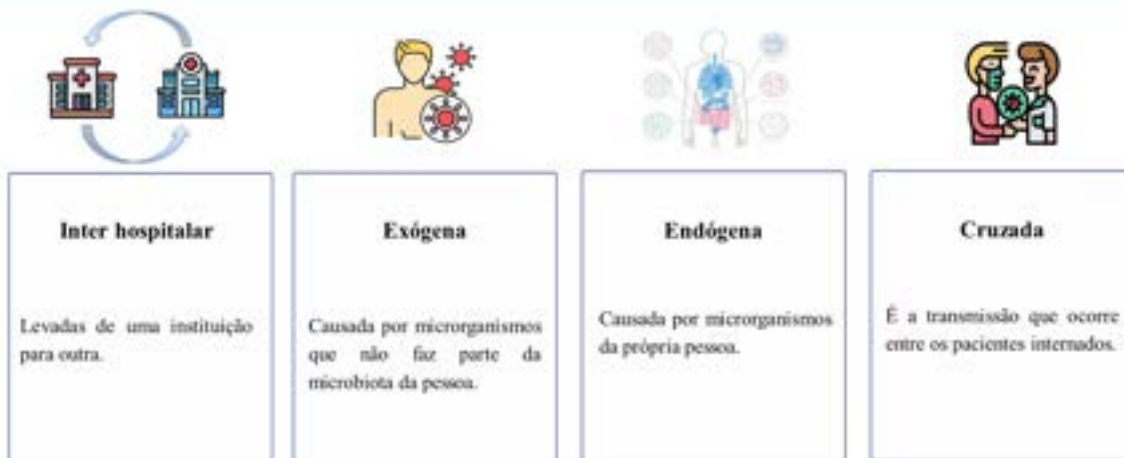 Inter hospitalar
Levadas de uma instituição
para outra.
Exógena
Causada por microrganismos
que não faz parte da
microbiota da pessoa.
Endógena
Causada por microrganismos
da própria pessoa.
Cruzada
É a transmissão que ocorre
entre os pacientes internados.